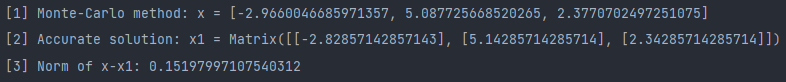 [1] Monte-Carlo method: x = [-2.9660046685971357, 5.087725668520265, 2.3770702497251075]
[2] Accurate solution: x1 = Matrix([[-2.82857142857143], [5.14285714285714], [2.34285714285714]])
[3] Norm of x-x1: 0.15197997107540312